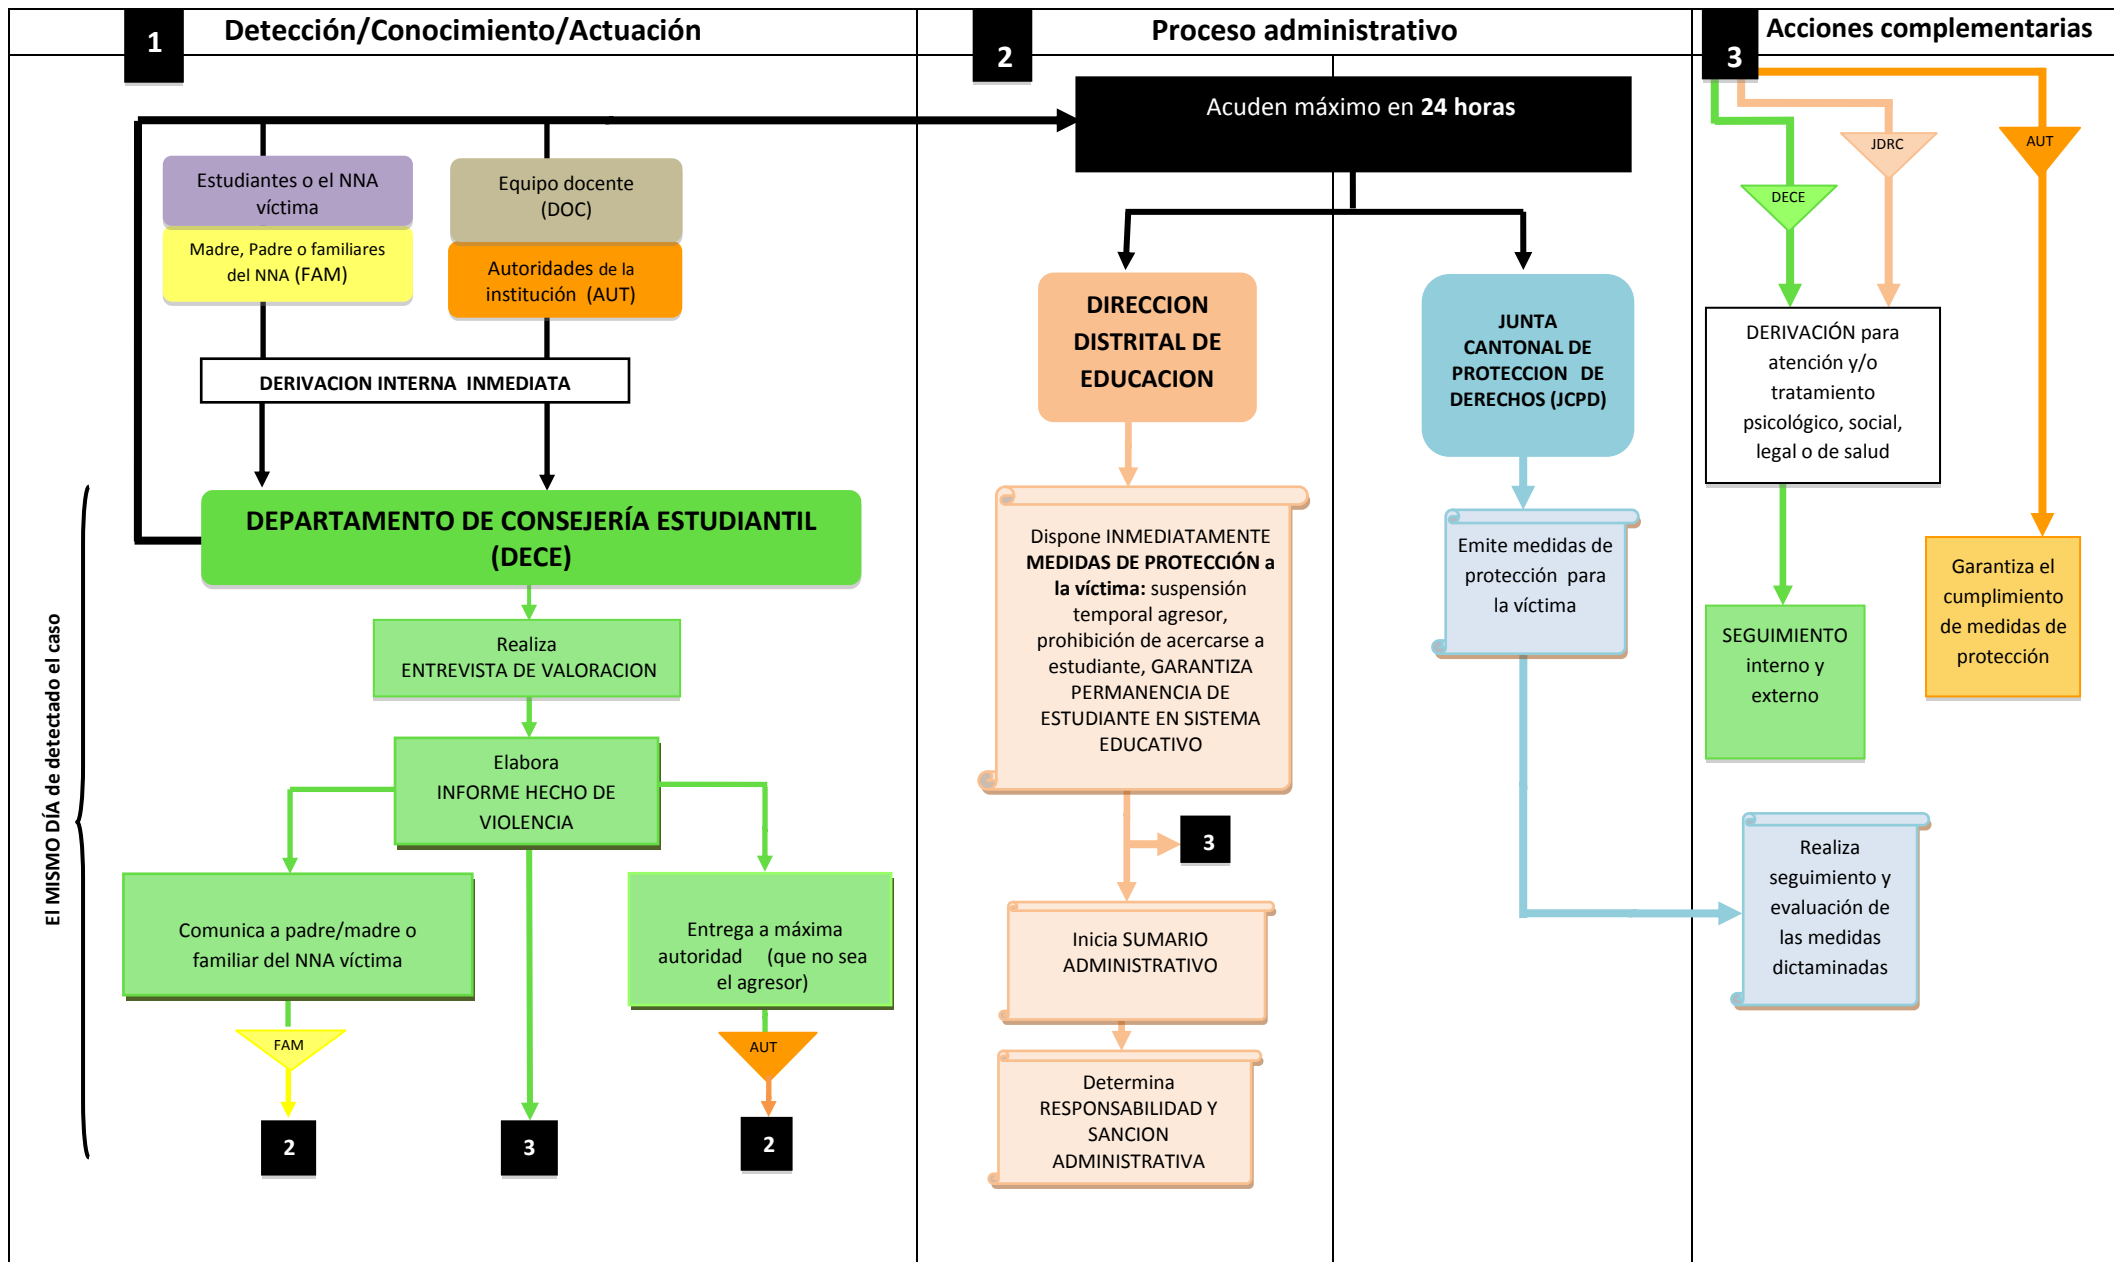 1
Detección/Conocimiento/Actuación
2
Proceso administrativo
3
Acciones complementarias
Estudiantes o el NNA
víctima
Madre, Padre o familiares
del NNA (FAM)
Equipo docente
(DOC)
Autoridades de la
institución (AUT)
DERIVACION INTERNA INMEDIATA
El MISMO DÍA de detectado el caso
DEPARTAMENTO DE CONSEJERÍA ESTUDIANTIL
(DECE)
Realiza
ENTREVISTA DE VALORACION
Elabora
INFORME HECHO DE
VIOLENCIA
Comunica a padre/madre o
familiar del NNA víctima
Entrega a máxima
autoridad (que no sea
el agresor)
FAM
AUT
2
3
2
Acuden máximo en 24 horas
DIRECCION
DISTRITAL DE
EDUCACION
Dispone INMEDIATAMENTE
MEDIDAS DE PROTECCIÓN a
la víctima: suspensión
temporal agresor,
prohibición de acercarse a
estudiante, GARANTIZA
PERMANENCIA DE
ESTUDIANTE EN SISTEMA
EDUCATIVO
3
Inicia SUMARIO
ADMINISTRATIVO
Determina
RESPONSABILIDAD Y
SANCION
ADMINISTRATIVA
JUNTA
CANTONAL DE
PROTECCION DE
DERECHOS (JCPD)
Emite medidas de
protección para
la víctima
JDRC
AUT
DECE
DERIVACIÓN para
atención y/o
tratamiento
psicológico, social,
legal o de salud
SEGUIMIENTO
interno y
externo
Garantiza el
cumplimiento
de medidas de
protección
Realiza
seguimiento y
evaluación de
las medidas
dictaminadas